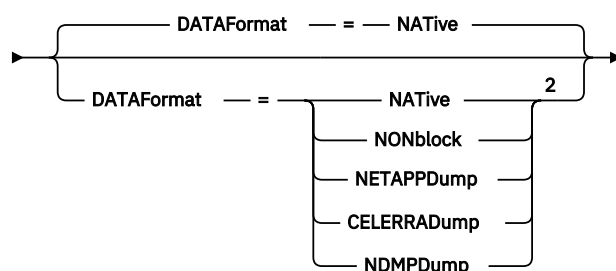 DATAFormat = NATive
DATAFormat = NATive 2
NONblock
NETAPPDump
CELERRADump
NDMPDump